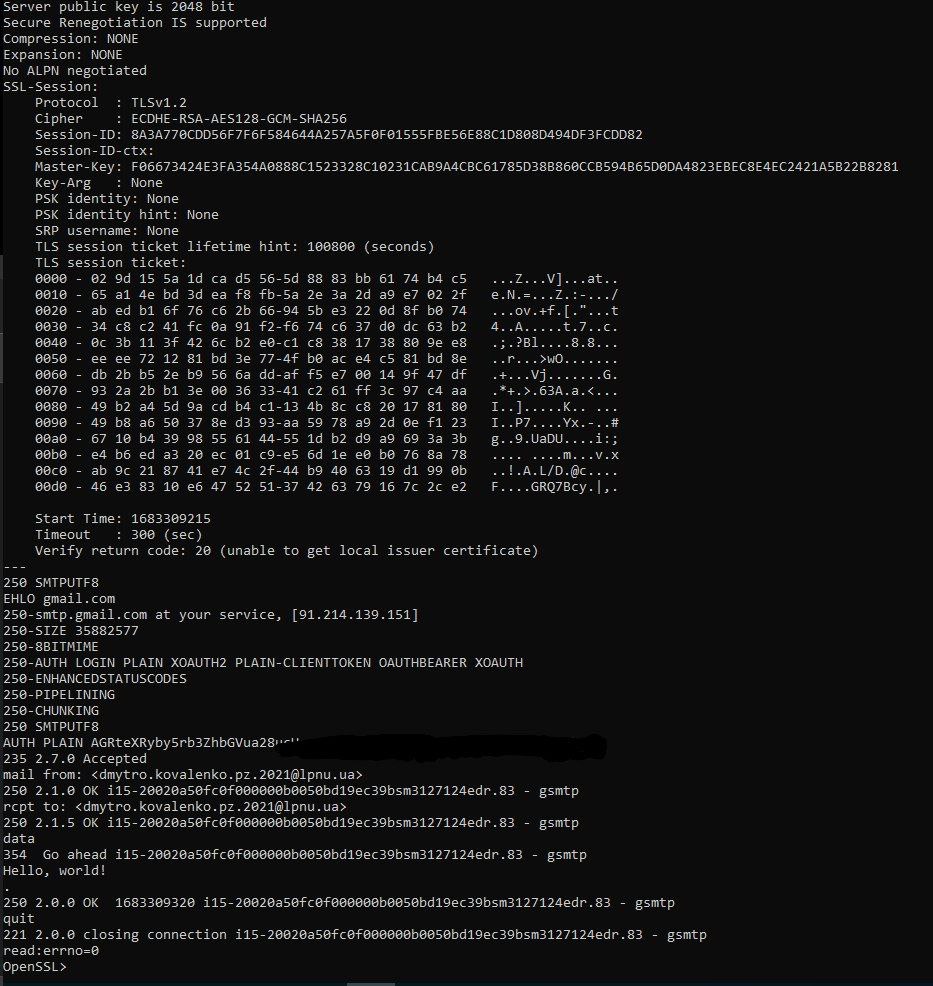 Server public key is 2048 bit
Secure Renegotiation IS supported
Compression: NONE
Expansion: NONE
No ALPN negotiated
SSL-Session:
    Protocol  : TLSv1.2
    Cipher    : ECDHE-RSA-AES128-GCM-SHA256
    Session-ID: 8A3A770CDD56F7F6F584644A257A5F0F01555FBE56E88C1D808D494DF3FCDD82
    Session-ID-ctx:
    Master-Key: F06673424E3FA354A0888C1523328C10231CAB9A4CBC61785D38B860CCB594B65D0DA4823EBEC8E4EC2421A5B22B8281
    Key-Arg   : None
    PSK identity: None
    PSK identity hint: None
    SRP username: None
    TLS session ticket lifetime hint: 100800 (seconds)
    TLS session ticket:
    0000 - 02 9d 15 5a 1d ca d5 56-5d 88 83 bb 61 74 b4 c5   ...Z...V]...at..
    0010 - 65 a1 4e bd 3d ea f8 fb-5a 2e 3a 2d a9 e7 02 2f   e.N.=...Z.:-.../
    0020 - ab ed b1 6f 76 c6 2b 66-94 5b e3 22 0d 8f b0 74   ...ov.+f.[."...t
    0030 - 34 c8 c2 41 fc 0a 91 f2-f6 74 c6 37 d0 dc 63 b2   4..A.....t.7..c.
    0040 - 0c 3b 11 3f 42 6c b2 e0-c1 c8 38 17 38 80 9e e8   .;.?Bl....8.8...
    0050 - ee ee 72 12 81 bd 3e 77-4f b0 ac e4 c5 81 bd 8e   ..r...>wO.......
    0060 - db 2b b5 2e b9 56 6a dd-af f5 e7 00 14 9f 47 df   .+...Vj.......G.
    0070 - 93 2a 2b b1 3e 00 36 33-41 c2 61 ff 3c 97 c4 aa   .*+.>.63A.a.<...
    0080 - 49 b2 a4 5d 9a cd b4 c1-13 4b 8c c8 20 17 81 80   I..].....K.. ...
    0090 - 49 b8 a6 50 37 8e d3 93-aa 59 78 a9 2d 0e f1 23   I..P7....Yx.-..#
    00a0 - 67 10 b4 39 98 55 61 44-55 1d b2 d9 a9 69 3a 3b   g..9.UaDU....i:;
    00b0 - e4 b6 ed a3 20 ec 01 c9-e5 6d 1e e0 b0 76 8a 78   .... ....m...v.x
    00c0 - ab 9c 21 87 41 e7 4c 2f-44 b9 40 63 19 d1 99 0b   ..!.A.L/D.@c....
    00d0 - 46 e3 83 10 e6 47 52 51-37 42 63 79 16 7c 2c e2   F....GRQ7Bcy.|,.

    Start Time: 1683309215
    Timeout   : 300 (sec)
    Verify return code: 20 (unable to get local issuer certificate)
---
250 SMTPUTF8
EHLO gmail.com
250-smtp.gmail.com at your service, [91.214.139.151]
250-SIZE 35882577
250-8BITMIME
250-AUTH LOGIN PLAIN XOAUTH2 PLAIN-CLIENTTOKEN OAUTHBEARER XOAUTH
250-ENHANCEDSTATUSCODES
250-PIPELINING
250-CHUNKING
250 SMTPUTF8
AUTH PLAIN
235 2.7.0 Accepted
mail from: <dmytro.kovalenko.pz.2021@lpnu.ua>
250 2.1.0 OK i15-20020a50fc0f000000b0050bd19ec39bsm3127124edr.83 - gsmtp
rcpt to: <dmytro.kovalenko.pz.2021@lpnu.ua>
250 2.1.5 OK i15-20020a50fc0f000000b0050bd19ec39bsm3127124edr.83 - gsmtp
data
354  Go ahead i15-20020a50fc0f000000b0050bd19ec39bsm3127124edr.83 - gsmtp
Hello, world!
.
250 2.0.0 OK  1683309320 i15-20020a50fc0f000000b0050bd19ec39bsm3127124edr.83 - gsmtp
quit
221 2.0.0 closing connection i15-20020a50fc0f000000b0050bd19ec39bsm3127124edr.83 - gsmtp
read:errno=0
OpenSSL>